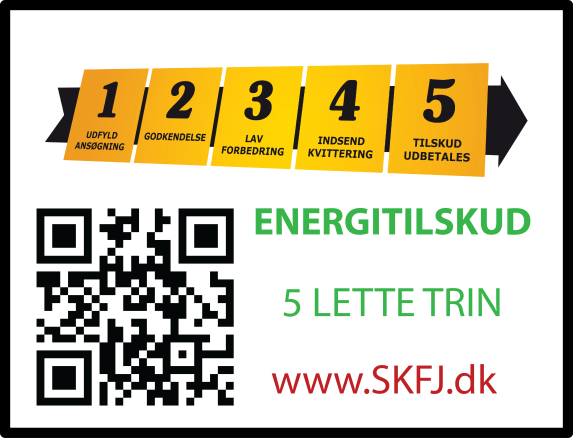 1
UDFYLD
ANSØGNING
2
GODKENDELSE
3
LAV
FORBEDRING
4
INDSEND
KVITTERING
5
TILSKUD
UDBETALES
ENERGITILSKUD
5 LETTE TRIN
www.SKFJ.dk